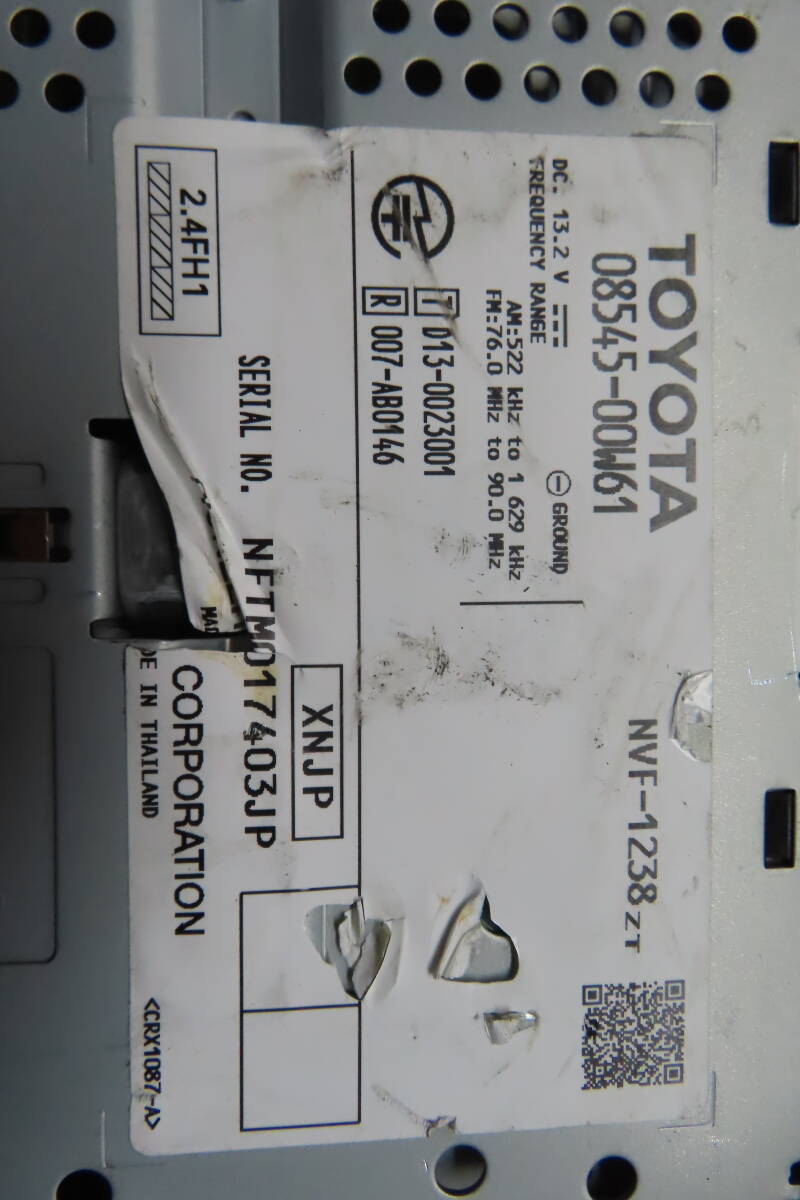 TOYOTA
08545-00W61
NVF-1238ZT
DC. 13.2 V ⊖ GROUND
FREQUENCY RANGE
AM:522 kHz to 1 629 kHz
FM:76.0 MHz to 90.0 MHz
T D13-0023001
R 007-AB0146
XNJP
SERIAL NO. NFTM017403JP
2.4FH1
CORPORATION
MADE IN THAILAND
<CRX1087-A>